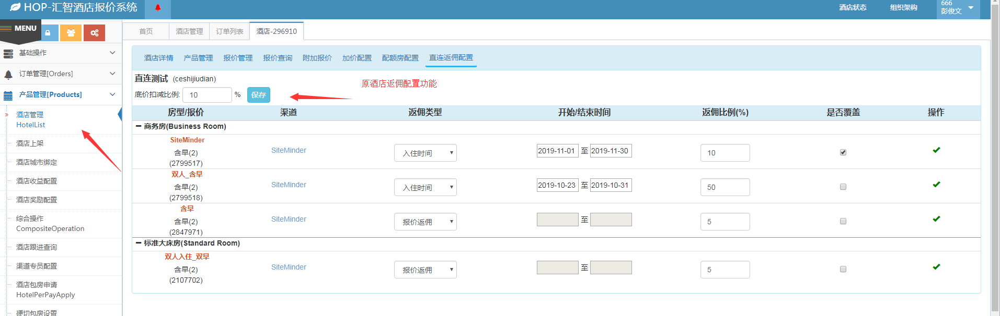 HOP-汇智酒店报价系统
酒店状态
组织架构
666
彭俊文
MENU
首页
酒店管理
订单列表
酒店-296910
基础操作
订单管理[Orders]
产品管理[Products]
酒店管理
HotelList
酒店上架
酒店城市绑定
酒店收益配置
酒店奖励配置
综合操作
CompositeOperation
酒店跟进查询
渠道专员配置
酒店包房申请
HotelPerPayApply
硬切包房设置
酒店详情 产品管理 报价管理 报价查询 附加报价 加价配置 配额房配置 直连返佣配置
直连测试 (ceshijiudian)
原酒店返佣配置功能
底价扣减比例: 10 % 保存
房型/报价 渠道 返佣类型 开始/结束时间 返佣比例(%) 是否覆盖 操作
商务房(Business Room)
SiteMinder
含早(2)
(2799517)
SiteMinder 入住时间 2019-11-01 至 2019-11-30 10
双人_含早
含早(2)
(2799518)
SiteMinder 入住时间 2019-10-23 至 2019-10-31 50
含早
含早(2)
(2847971)
SiteMinder 报价返佣 至 5
标准大床房(Standard Room)
双人入住_双早
含早(2)
(2107702)
SiteMinder 报价返佣 至 5